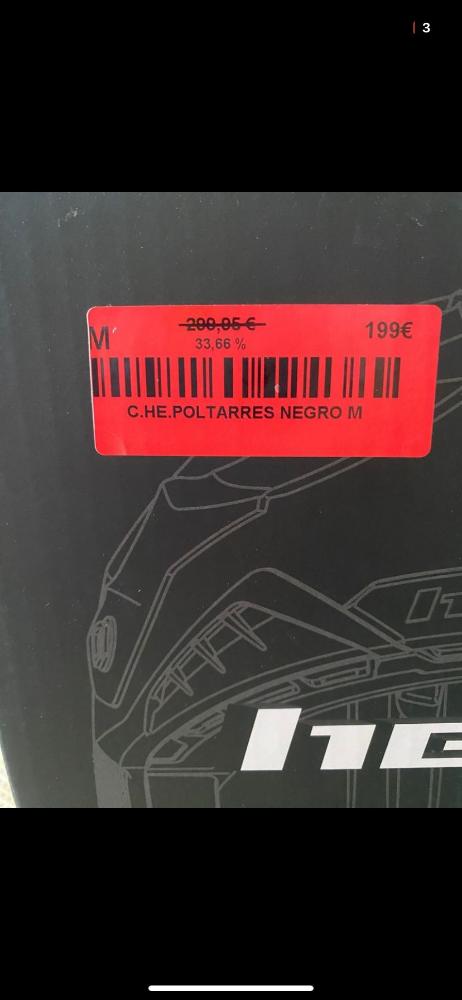 3
M
299,95 €
199€
33,66 %
C.HE.POLTARRES NEGRO M